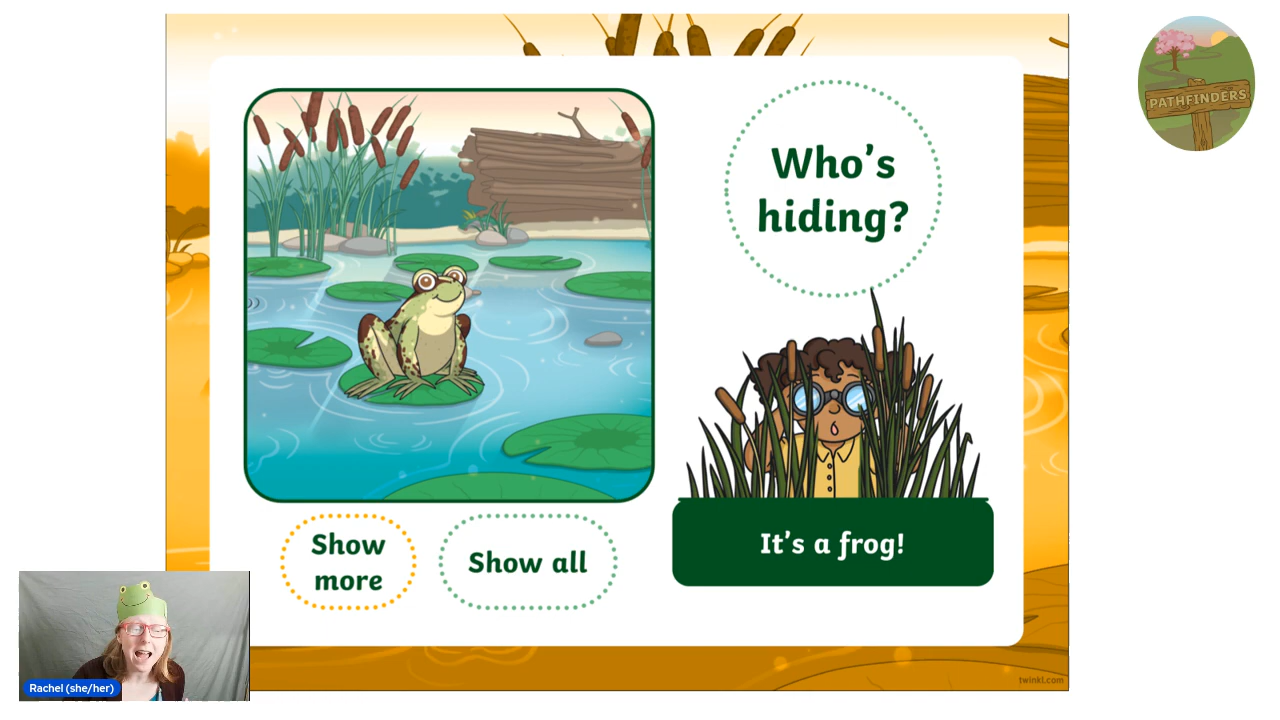 PATHFINDERS
Who's
hiding?
It's a frog!
Show
more
Show all
Rachel (she/her)
twinkl.com